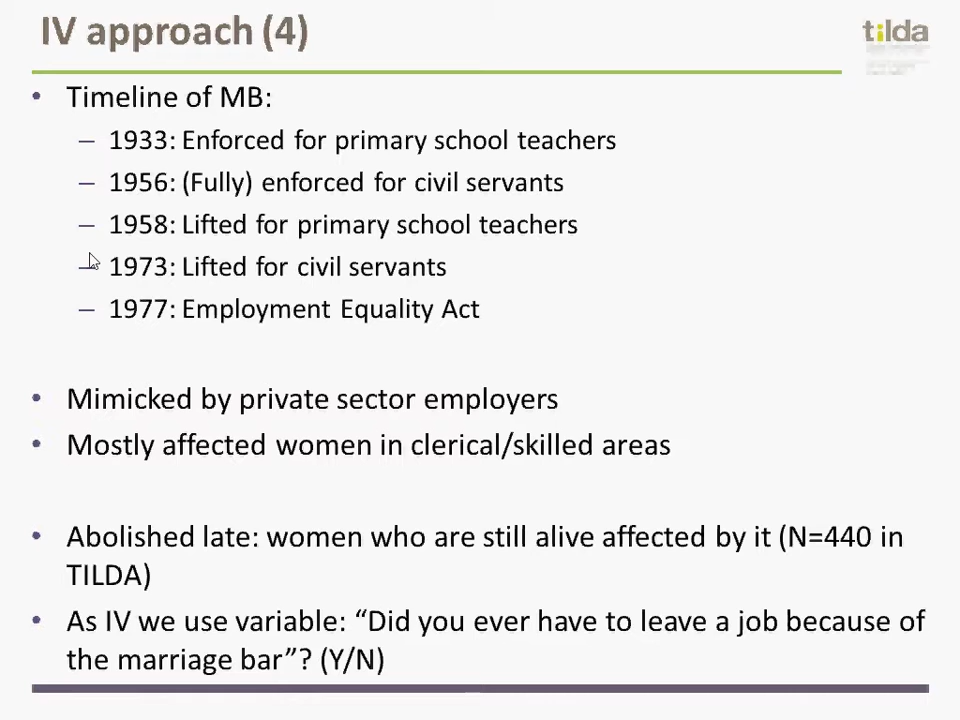 IV approach (4)
tilda
• Timeline of MB:
– 1933: Enforced for primary school teachers
– 1956: (Fully) enforced for civil servants
– 1958: Lifted for primary school teachers
– 1973: Lifted for civil servants
– 1977: Employment Equality Act
• Mimicked by private sector employers
• Mostly affected women in clerical/skilled areas
• Abolished late: women who are still alive affected by it (N=440 in
TILDA)
• As IV we use variable: “Did you ever have to leave a job because of
the marriage bar”? (Y/N)